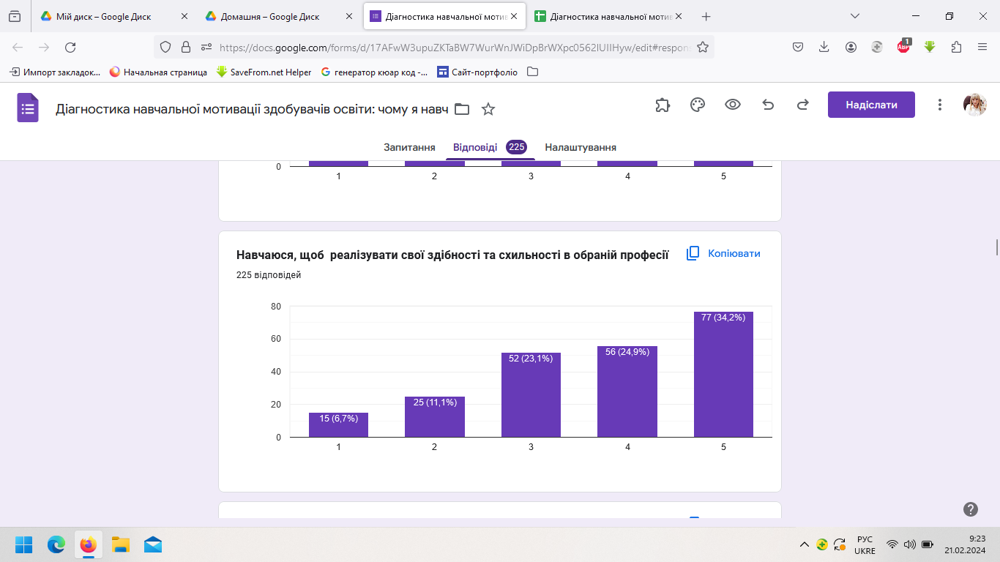 Мій диск – Google Диск
Домашня – Google Диск
Діагностика навчальної мотив
Діагностика навчальної мотив
https://docs.google.com/forms/d/17AFwW3upuZKTaBW7WurWnJWiDpBrWXpc0562IUIIHyw/edit#respon
1
ABP
Импорт закладок...
Начальная страница
SaveFrom.net Helper
генератор кюар код -...
Сайт-портфоліо
Діагностика навчальної мотивації здобувачів освіти: чому я навч
Надіслати
Запитання
Відповіді 225
Налаштування
0
1 2 3 4 5
Навчаюся, щоб реалізувати свої здібності та схильності в обраній професії
Копіювати
225 відповідей
80
60
40
20
0
15 (6,7%)
25 (11,1%)
52 (23,1%)
56 (24,9%)
77 (34,2%)
1 2 3 4 5
РУС
UKRE
9:23
21.02.2024